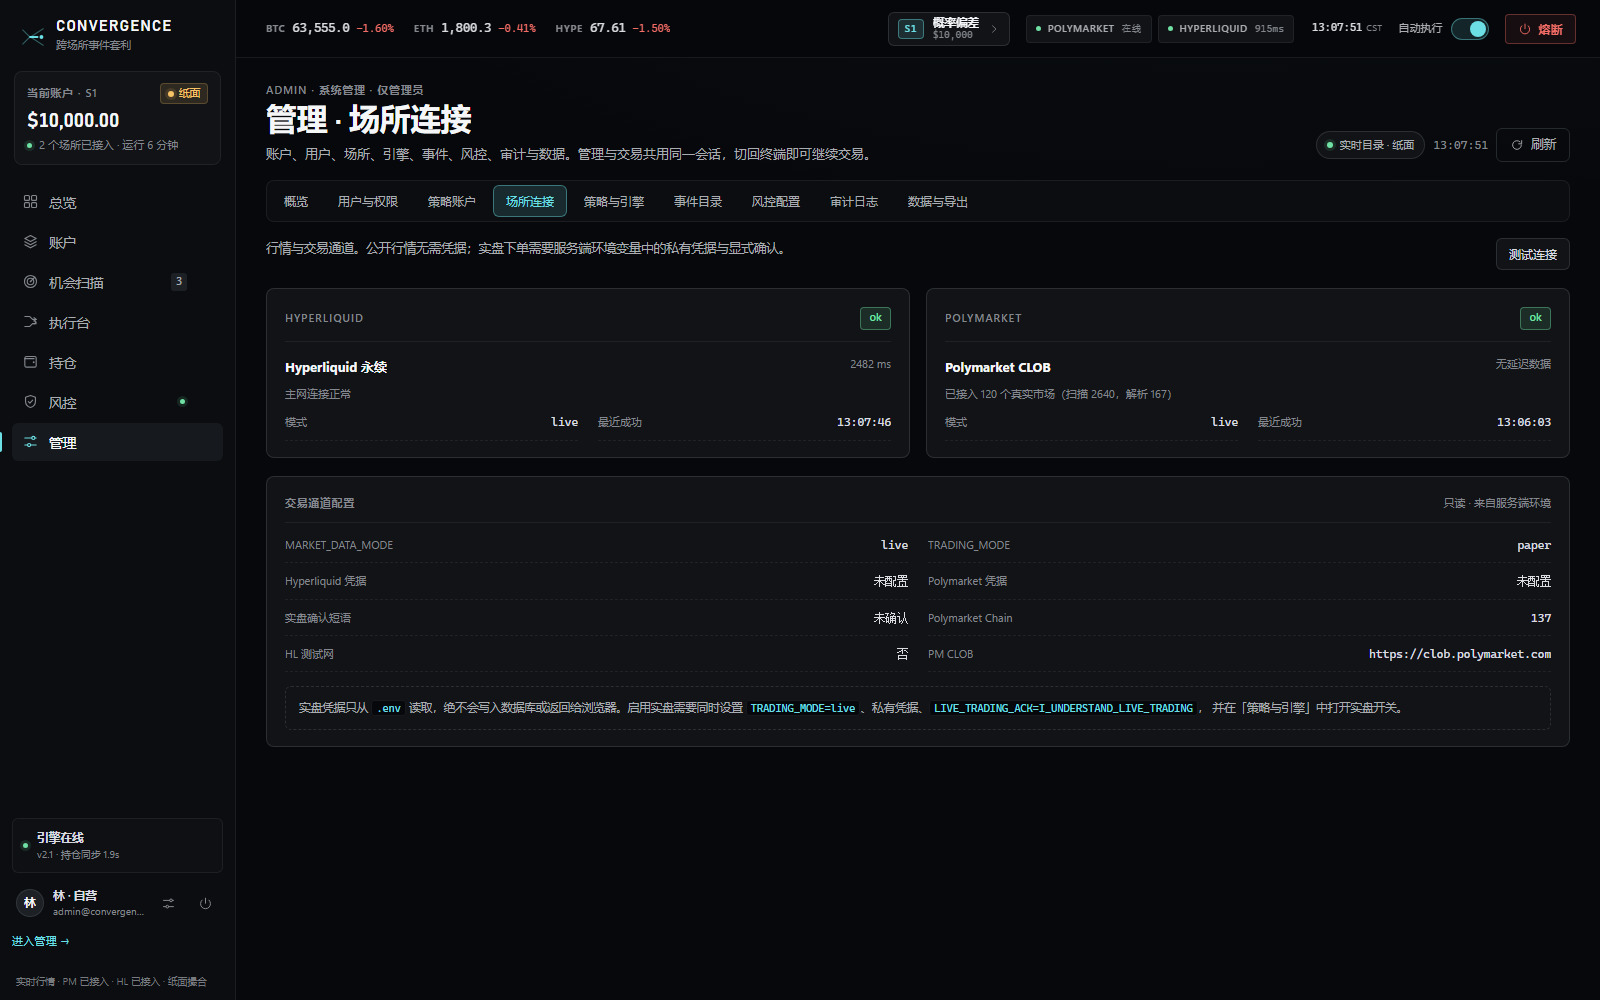 CONVERGENCE
跨场所事件套利
BTC 63,555.0 -1.60% ETH 1,800.3 -0.41% HYPE 67.61 -1.50%
S1 概率偏差 $10,000
POLYMARKET 在线
HYPERLIQUID 915ms
13:07:51 CST
自动执行
熔断
当前账户 · S1
纸面
$10,000.00
2 个场所已接入 · 运行 6 分钟
总览
账户
机会扫描 3
执行台
持仓
风控
管理
引擎在线
v2.1 · 持仓同步 1.9s
林
林 · 自营
admin@convergen...
进入管理 →
实时行情 · PM 已接入 · HL 已接入 · 纸面撮合
ADMIN · 系统管理 · 仅管理员
管理 · 场所连接
账户、用户、场所、引擎、事件、风控、审计与数据。管理与交易共用同一会话，切回终端即可继续交易。
实时目录 · 纸面
13:07:51
刷新
概览 用户与权限 策略账户 场所连接 策略与引擎 事件目录 风控配置 审计日志 数据与导出
行情与交易通道。公开行情无需凭据；实盘下单需要服务端环境变量中的私有凭据与显式确认。
测试连接
HYPERLIQUID ok
Hyperliquid 永续 2482 ms
主网连接正常
模式 live 最近成功 13:07:46
POLYMARKET ok
Polymarket CLOB 无延迟数据
已接入 120 个真实市场（扫描 2640，解析 167）
模式 live 最近成功 13:06:03
交易通道配置 只读 · 来自服务端环境
MARKET_DATA_MODE live TRADING_MODE paper
Hyperliquid 凭据 未配置 Polymarket 凭据 未配置
实盘确认短语 未确认 Polymarket Chain 137
HL 测试网 否 PM CLOB https://clob.polymarket.com
实盘凭据只从 .env 读取，绝不会写入数据库或返回给浏览器。启用实盘需要同时设置 TRADING_MODE=live 、私有凭据、 LIVE_TRADING_ACK=I_UNDERSTAND_LIVE_TRADING ，并在「策略与引擎」中打开实盘开关。